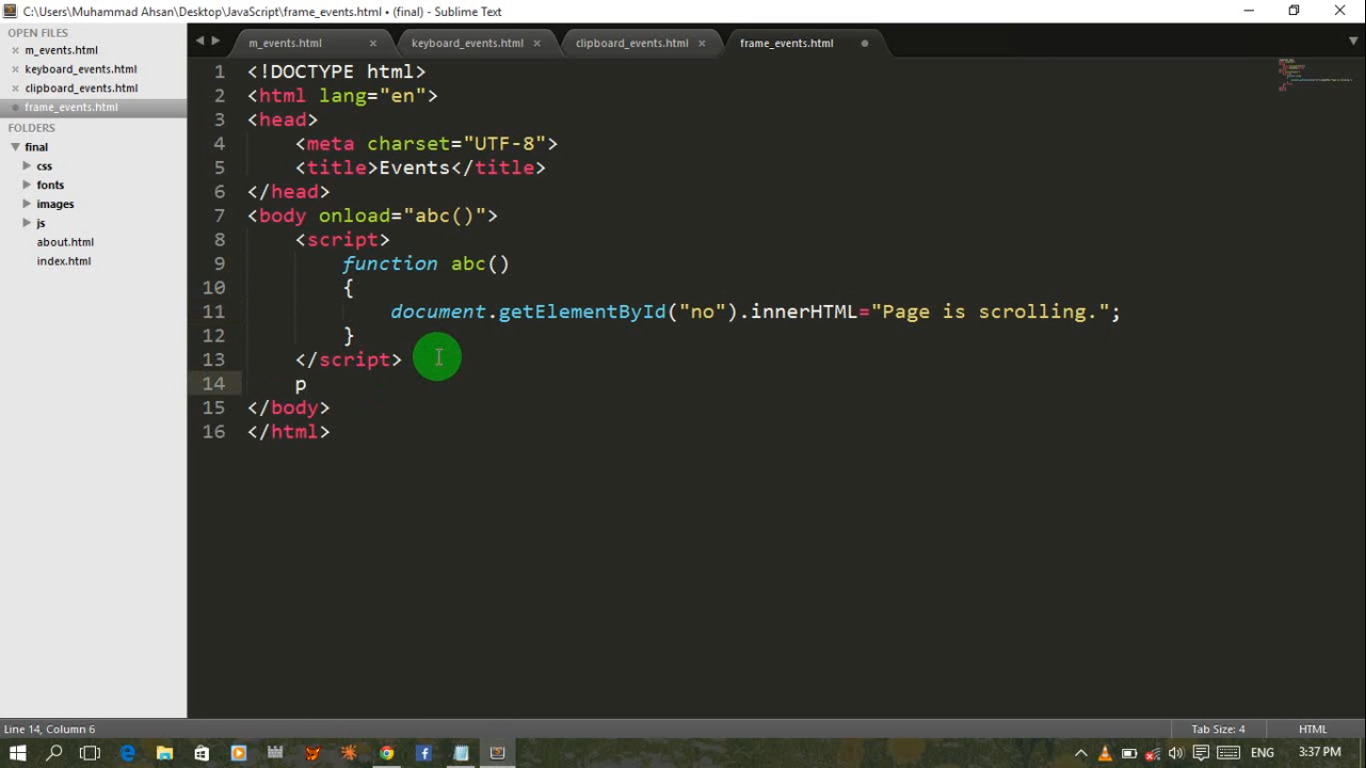 C:\Users\Muhammad Ahsan\Desktop\JavaScript\frame_events.html • (final) - Sublime Text
OPEN FILES
m_events.html
keyboard_events.html
clipboard_events.html
frame_events.html
FOLDERS
final
css
fonts
images
js
about.html
index.html
m_events.html keyboard_events.html clipboard_events.html frame_events.html
1 <!DOCTYPE html>
2 <html lang="en">
3 <head>
4 <meta charset="UTF-8">
5 <title>Events</title>
6 </head>
7 <body onload="abc()">
8 <script>
9 function abc()
10 {
11 document.getElementById("no").innerHTML="Page is scrolling.";
12 }
13 </script>
14 p
15 </body>
16 </html>
Line 14, Column 6 Tab Size: 4 HTML
ENG 3:37 PM